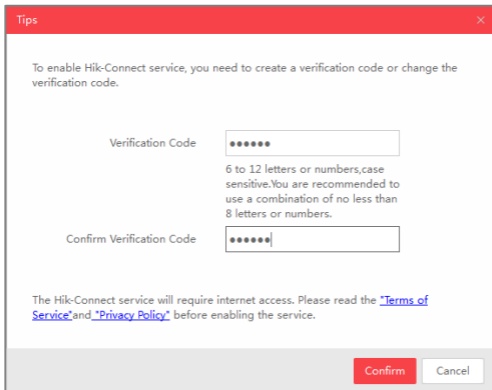 Tips
To enable Hik-Connect service, you need to create a verification code or change the
verification code.
Verification Code
●●●●●●
6 to 12 letters or numbers,case
sensitive.You are recommended to
use a combination of no less than
8 letters or numbers.
Confirm Verification Code
●●●●●●
The Hik-Connect service will require internet access. Please read the "Terms of
Service"and "Privacy Policy" before enabling the service.
Confirm Cancel